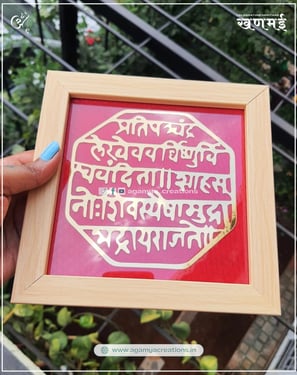 खणमई
प्रतिपच्चंद्र
लेखेववर्धिष्णुर्वि
श्ववंदिता॥शाहसू
नोःशिवस्यैषामुद्रा
भद्रायराजते॥
www.agamyacreations.in